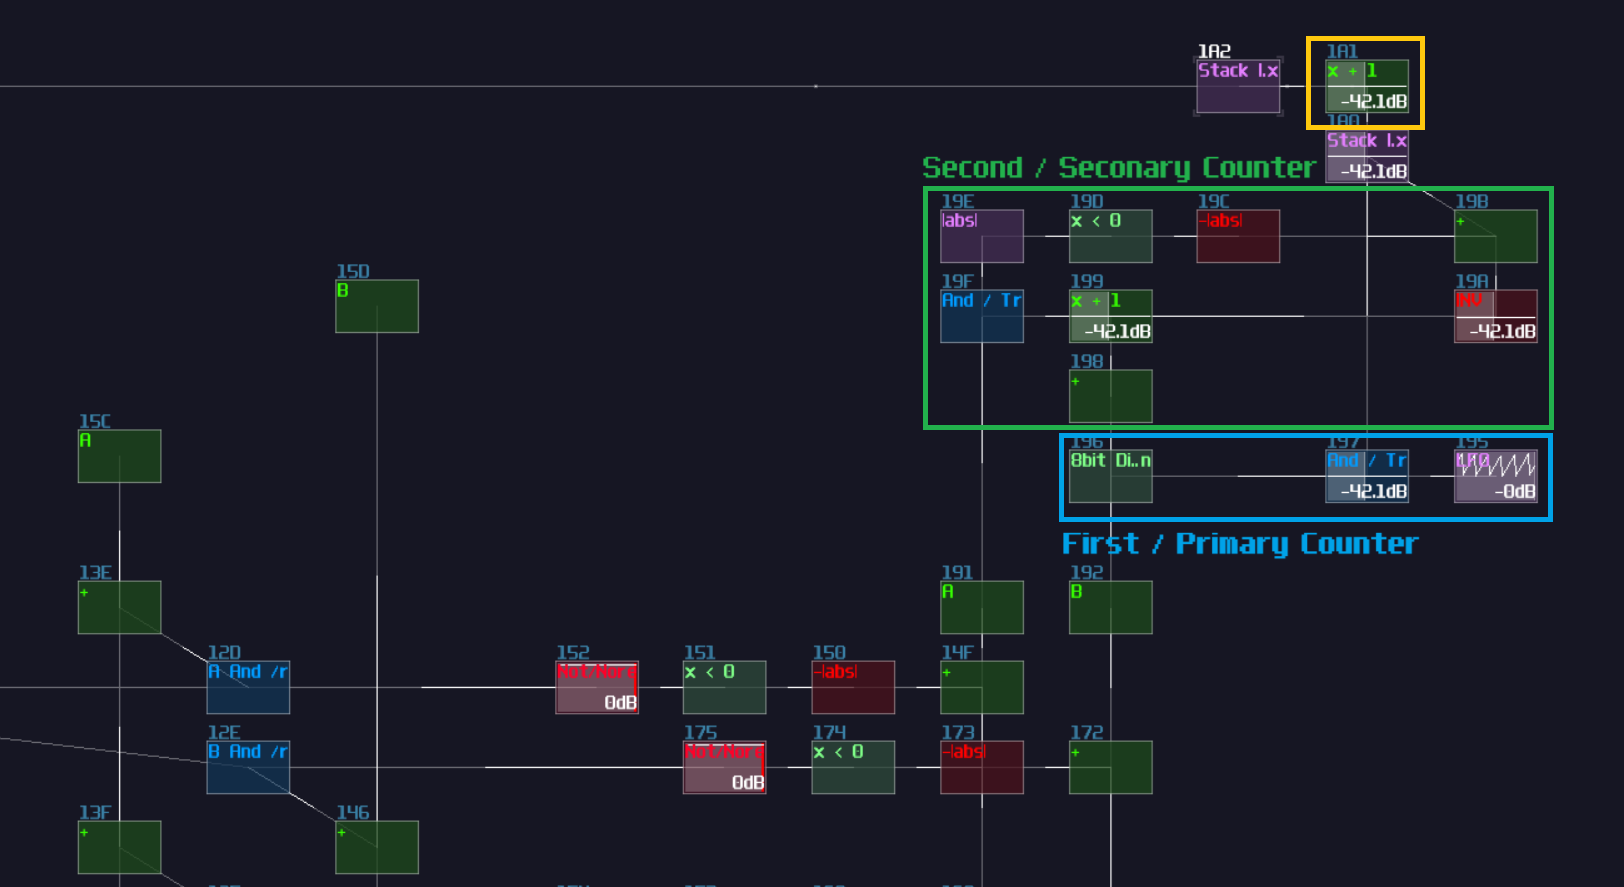 1A2
1A1
Stack l.x
x + 1
-42.1dB
1A0
Stack l.x
-42.1dB
Second / Seconary Counter
19E
19D
19C
19B
|abs|
x < 0
-|abs|
+
19F
199
19A
And / Tr
x + 1
INV
-42.1dB
-42.1dB
198
+
15D
B
15C
A
196
197
195
8bit Di..n
And / Tr
LFO
-42.1dB
-0dB
First / Primary Counter
13E
+
191
192
A
B
12D
152
151
150
14F
A And /r
Not/Nore
x < 0
-|abs|
+
0dB
12E
175
174
173
172
B And /r
Not/Nore
x < 0
-|abs|
+
0dB
13F
146
+
+